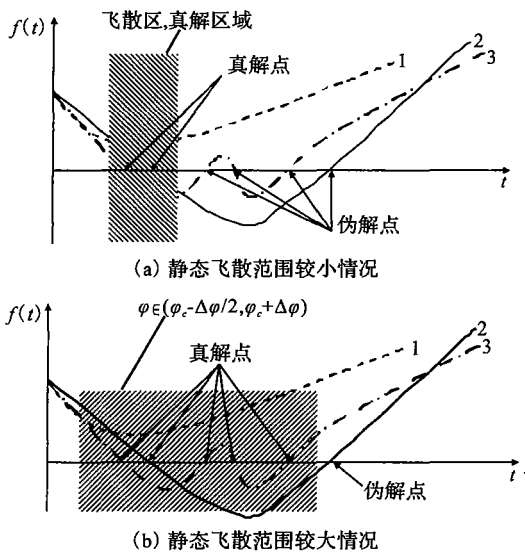 飞散区,真解区域
f(t)
真解点
1
2
3
t
伪解点
(a) 静态飞散范围较小情况
φ∈(φc-Δφ/2,φc+Δφ)
f(t)
真解点
1
2
3
t
伪解点
(b) 静态飞散范围较大情况